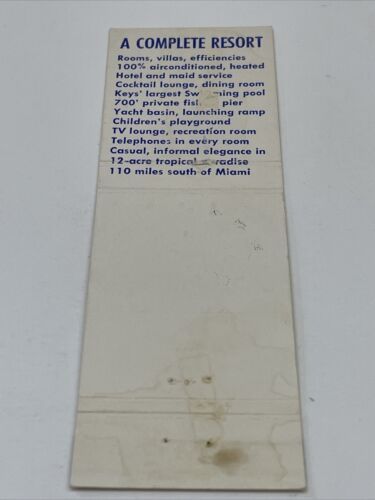 A COMPLETE RESORT
Rooms, villas, efficiencies
100% airconditioned, heated
Hotel and maid service
Cocktail lounge, dining room
Keys' largest Swimming pool
700' private pier
Yacht basin, launching ramp
Children's playground
TV lounge, recreation room
Telephones in every room
Casual, informal elegance in
12-acre tropical paradise
110 miles south of Miami